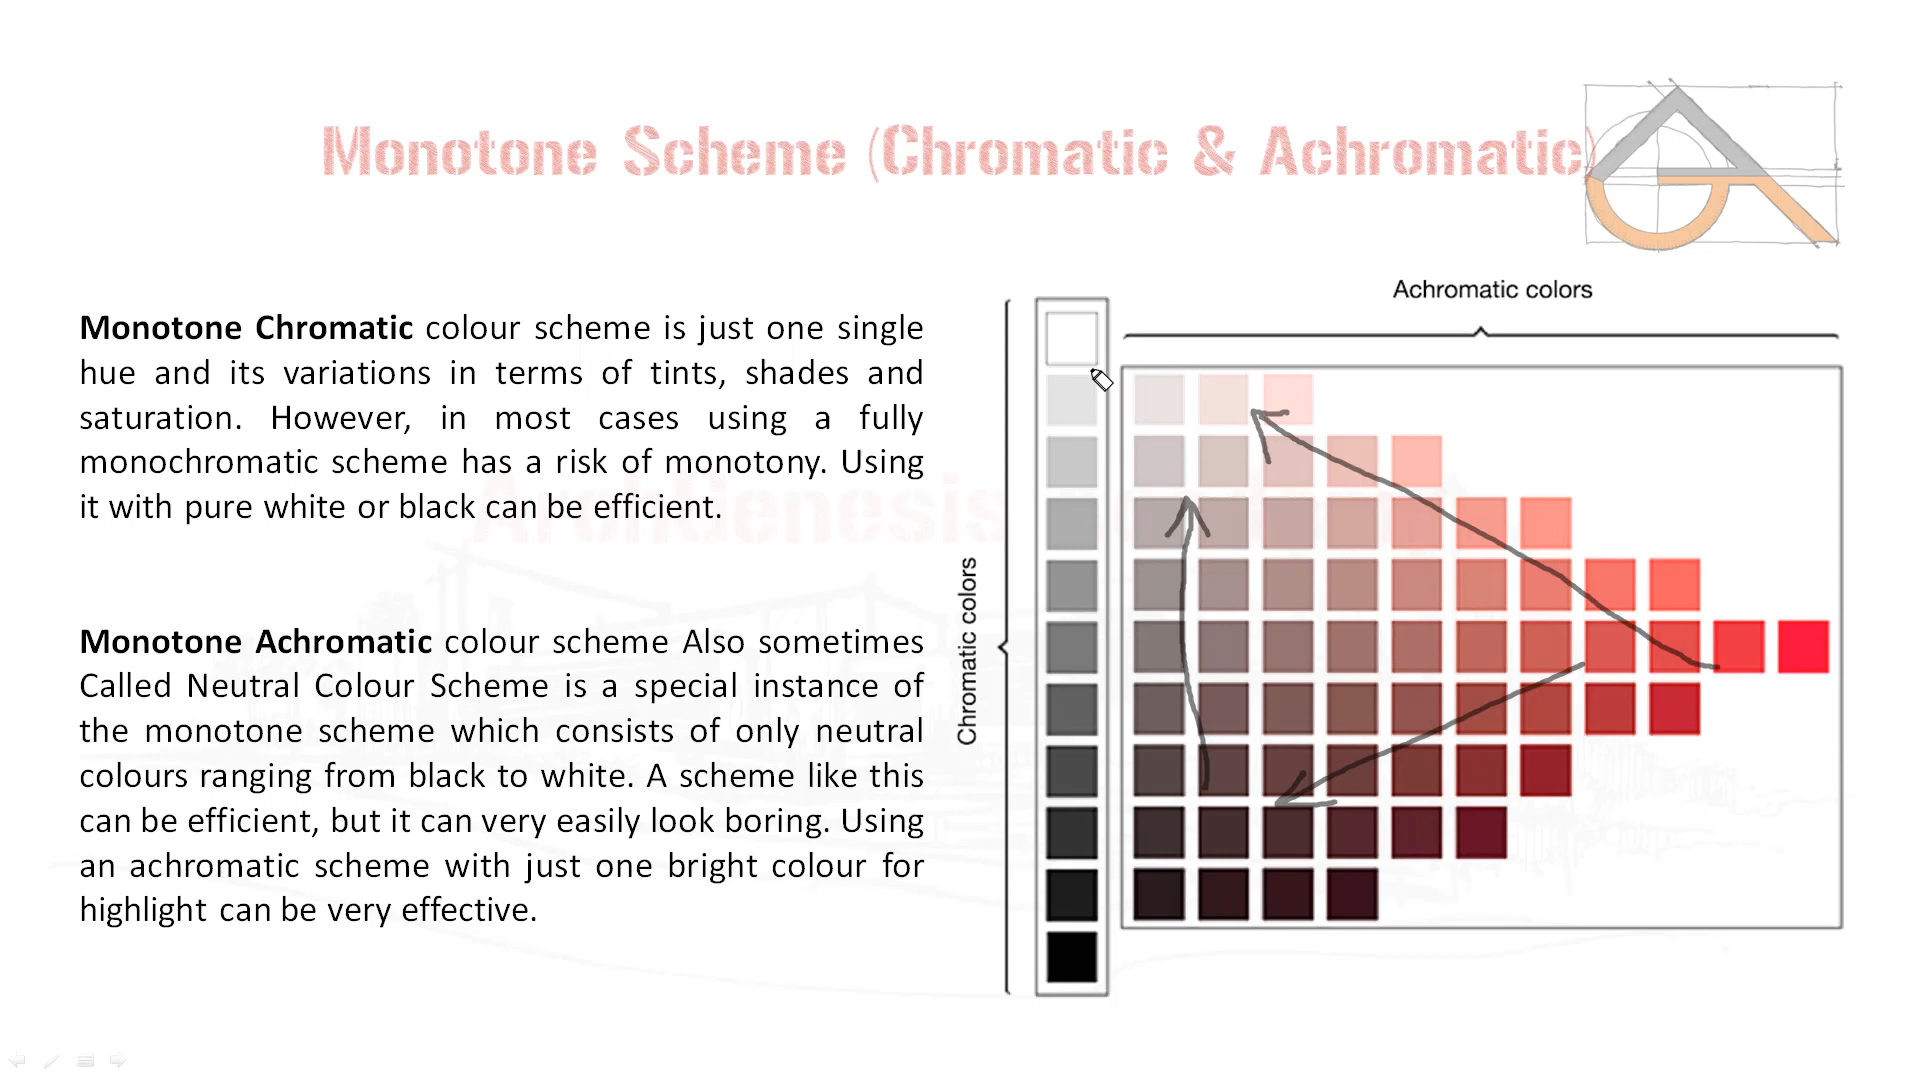 Monotone Scheme (Chromatic & Achromatic)
Achromatic colors
Monotone Chromatic colour scheme is just one single
hue and its variations in terms of tints, shades and
saturation. However, in most cases using a fully
monochromatic scheme has a risk of monotony. Using
it with pure white or black can be efficient.
ArchGenesis
Chromatic colors
Monotone Achromatic colour scheme Also sometimes
Called Neutral Colour Scheme is a special instance of
the monotone scheme which consists of only neutral
colours ranging from black to white. A scheme like this
can be efficient, but it can very easily look boring. Using
an achromatic scheme with just one bright colour for
highlight can be very effective.